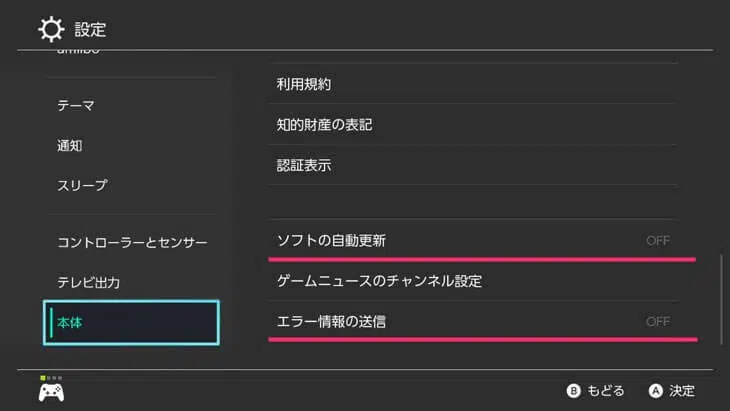 設定
amiibo
テーマ
通知
スリープ
コントローラーとセンサー
テレビ出力
本体
利用規約
知的財産の表記
認証表示
ソフトの自動更新 OFF
ゲームニュースのチャンネル設定
エラー情報の送信 OFF
B もどる A 決定